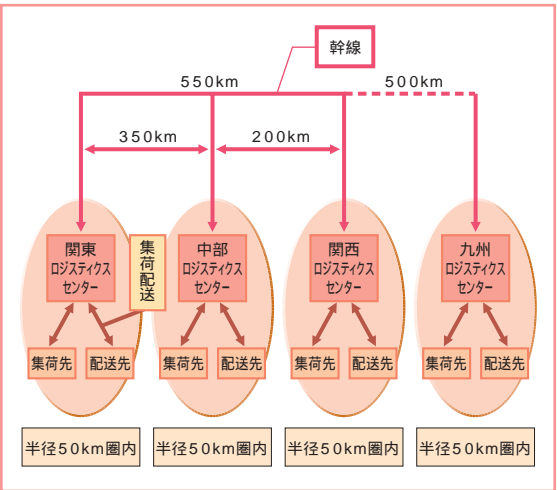 幹線
550km
500km
350km
200km
関東
ロジスティクス
センター
集荷配送
中部
ロジスティクス
センター
関西
ロジスティクス
センター
九州
ロジスティクス
センター
集荷先
配送先
集荷先
配送先
集荷先
配送先
集荷先
配送先
半径50km圏内
半径50km圏内
半径50km圏内
半径50km圏内